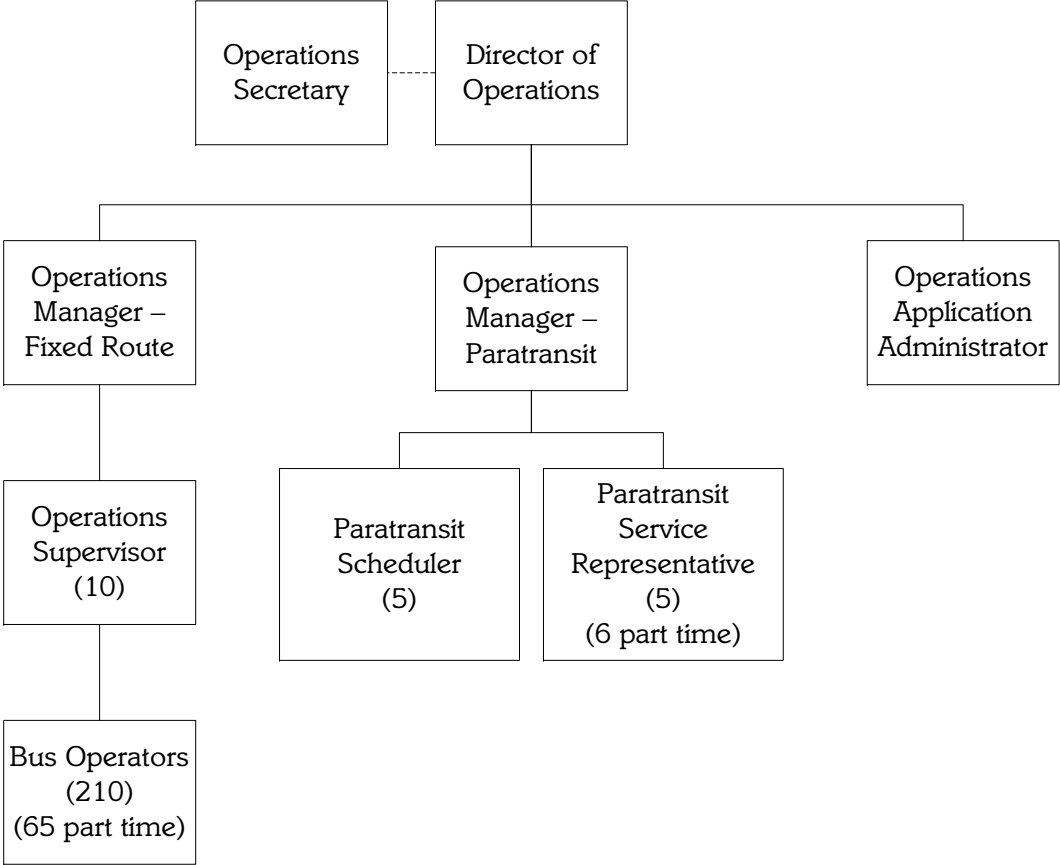 Operations
Secretary
Director of
Operations
Operations
Manager –
Fixed Route
Operations
Manager –
Paratransit
Operations
Application
Administrator
Operations
Supervisor
(10)
Paratransit
Scheduler
(5)
Paratransit
Service
Representative
(5)
(6 part time)
Bus Operators
(210)
(65 part time)